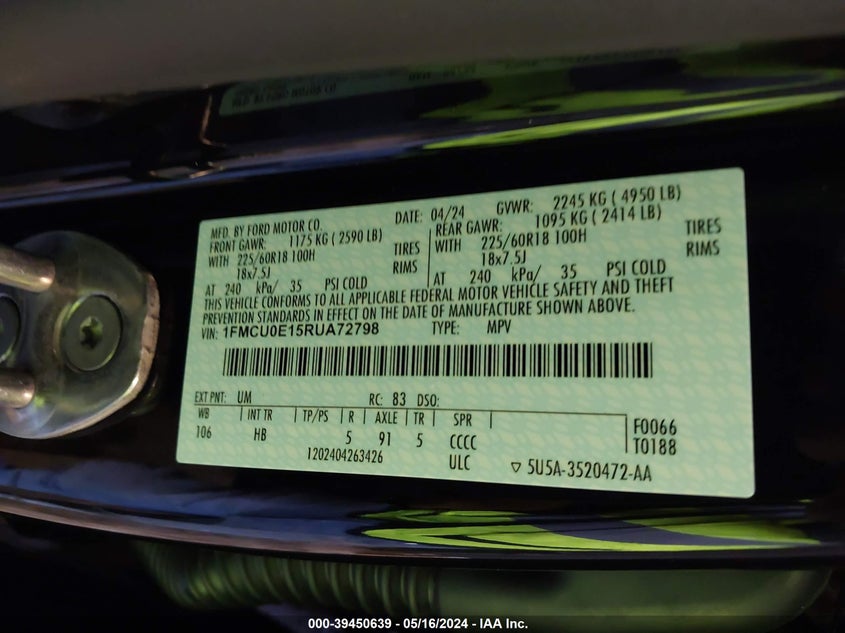 MFD. BY FORD MOTOR CO. DATE: 04/24 GVWR: 2245 KG ( 4950 LB)
FRONT GAWR: 1175 KG ( 2590 LB) REAR GAWR: 1095 KG ( 2414 LB)
WITH 225/60R18 100H TIRES WITH 225/60R18 100H TIRES
18x7.5J RIMS 18x7.5J RIMS
AT 240 kPa/ 35 PSI COLD AT 240 kPa/ 35 PSI COLD
THIS VEHICLE CONFORMS TO ALL APPLICABLE FEDERAL MOTOR VEHICLE SAFETY AND THEFT
PREVENTION STANDARDS IN EFFECT ON THE DATE OF MANUFACTURE SHOWN ABOVE.
VIN: 1FMCU0E15RUA72798 TYPE: MPV
EXT PNT: UM RC: 83 DSO:
WB INT TR TP/PS R AXLE TR SPR F0066
106 HB 5 91 5 CCCC T0188
1202404263426 ULC ▽ 5U5A-3520472-AA
000-39450639 - 05/16/2024 - IAA Inc.